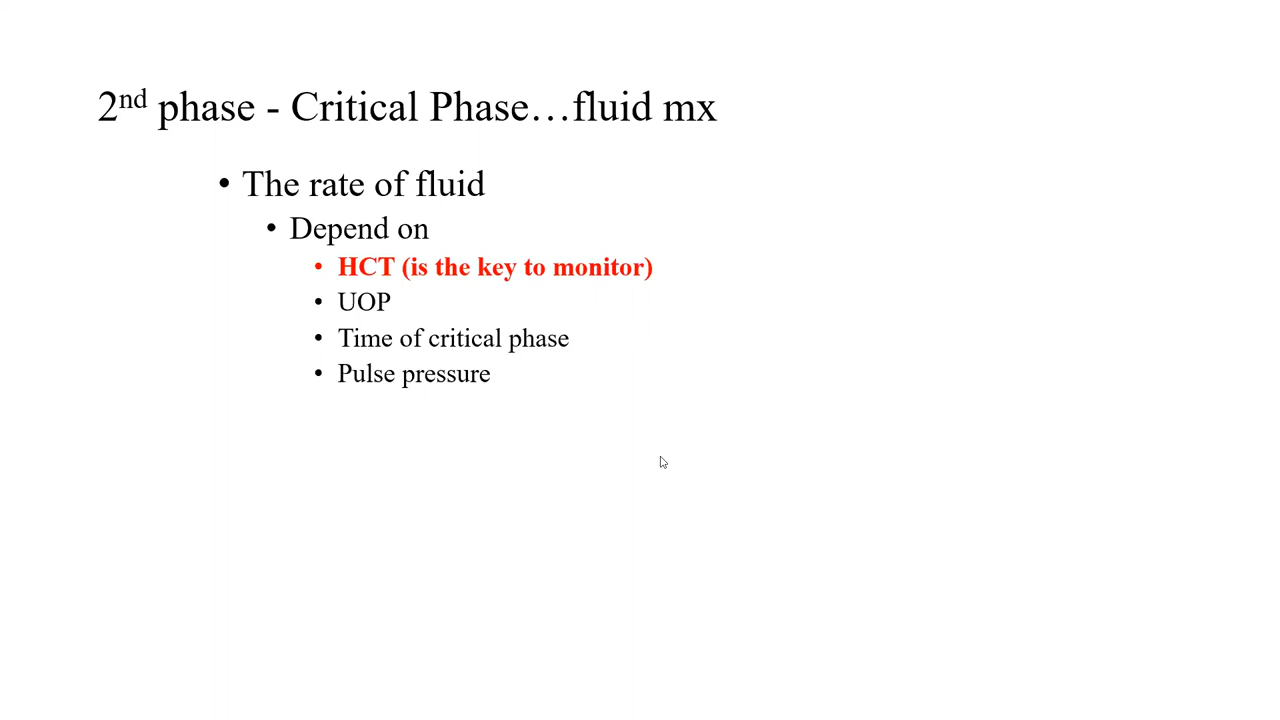 2nd phase - Critical Phase…fluid mx
• The rate of fluid
• Depend on
• HCT (is the key to monitor)
• UOP
• Time of critical phase
• Pulse pressure